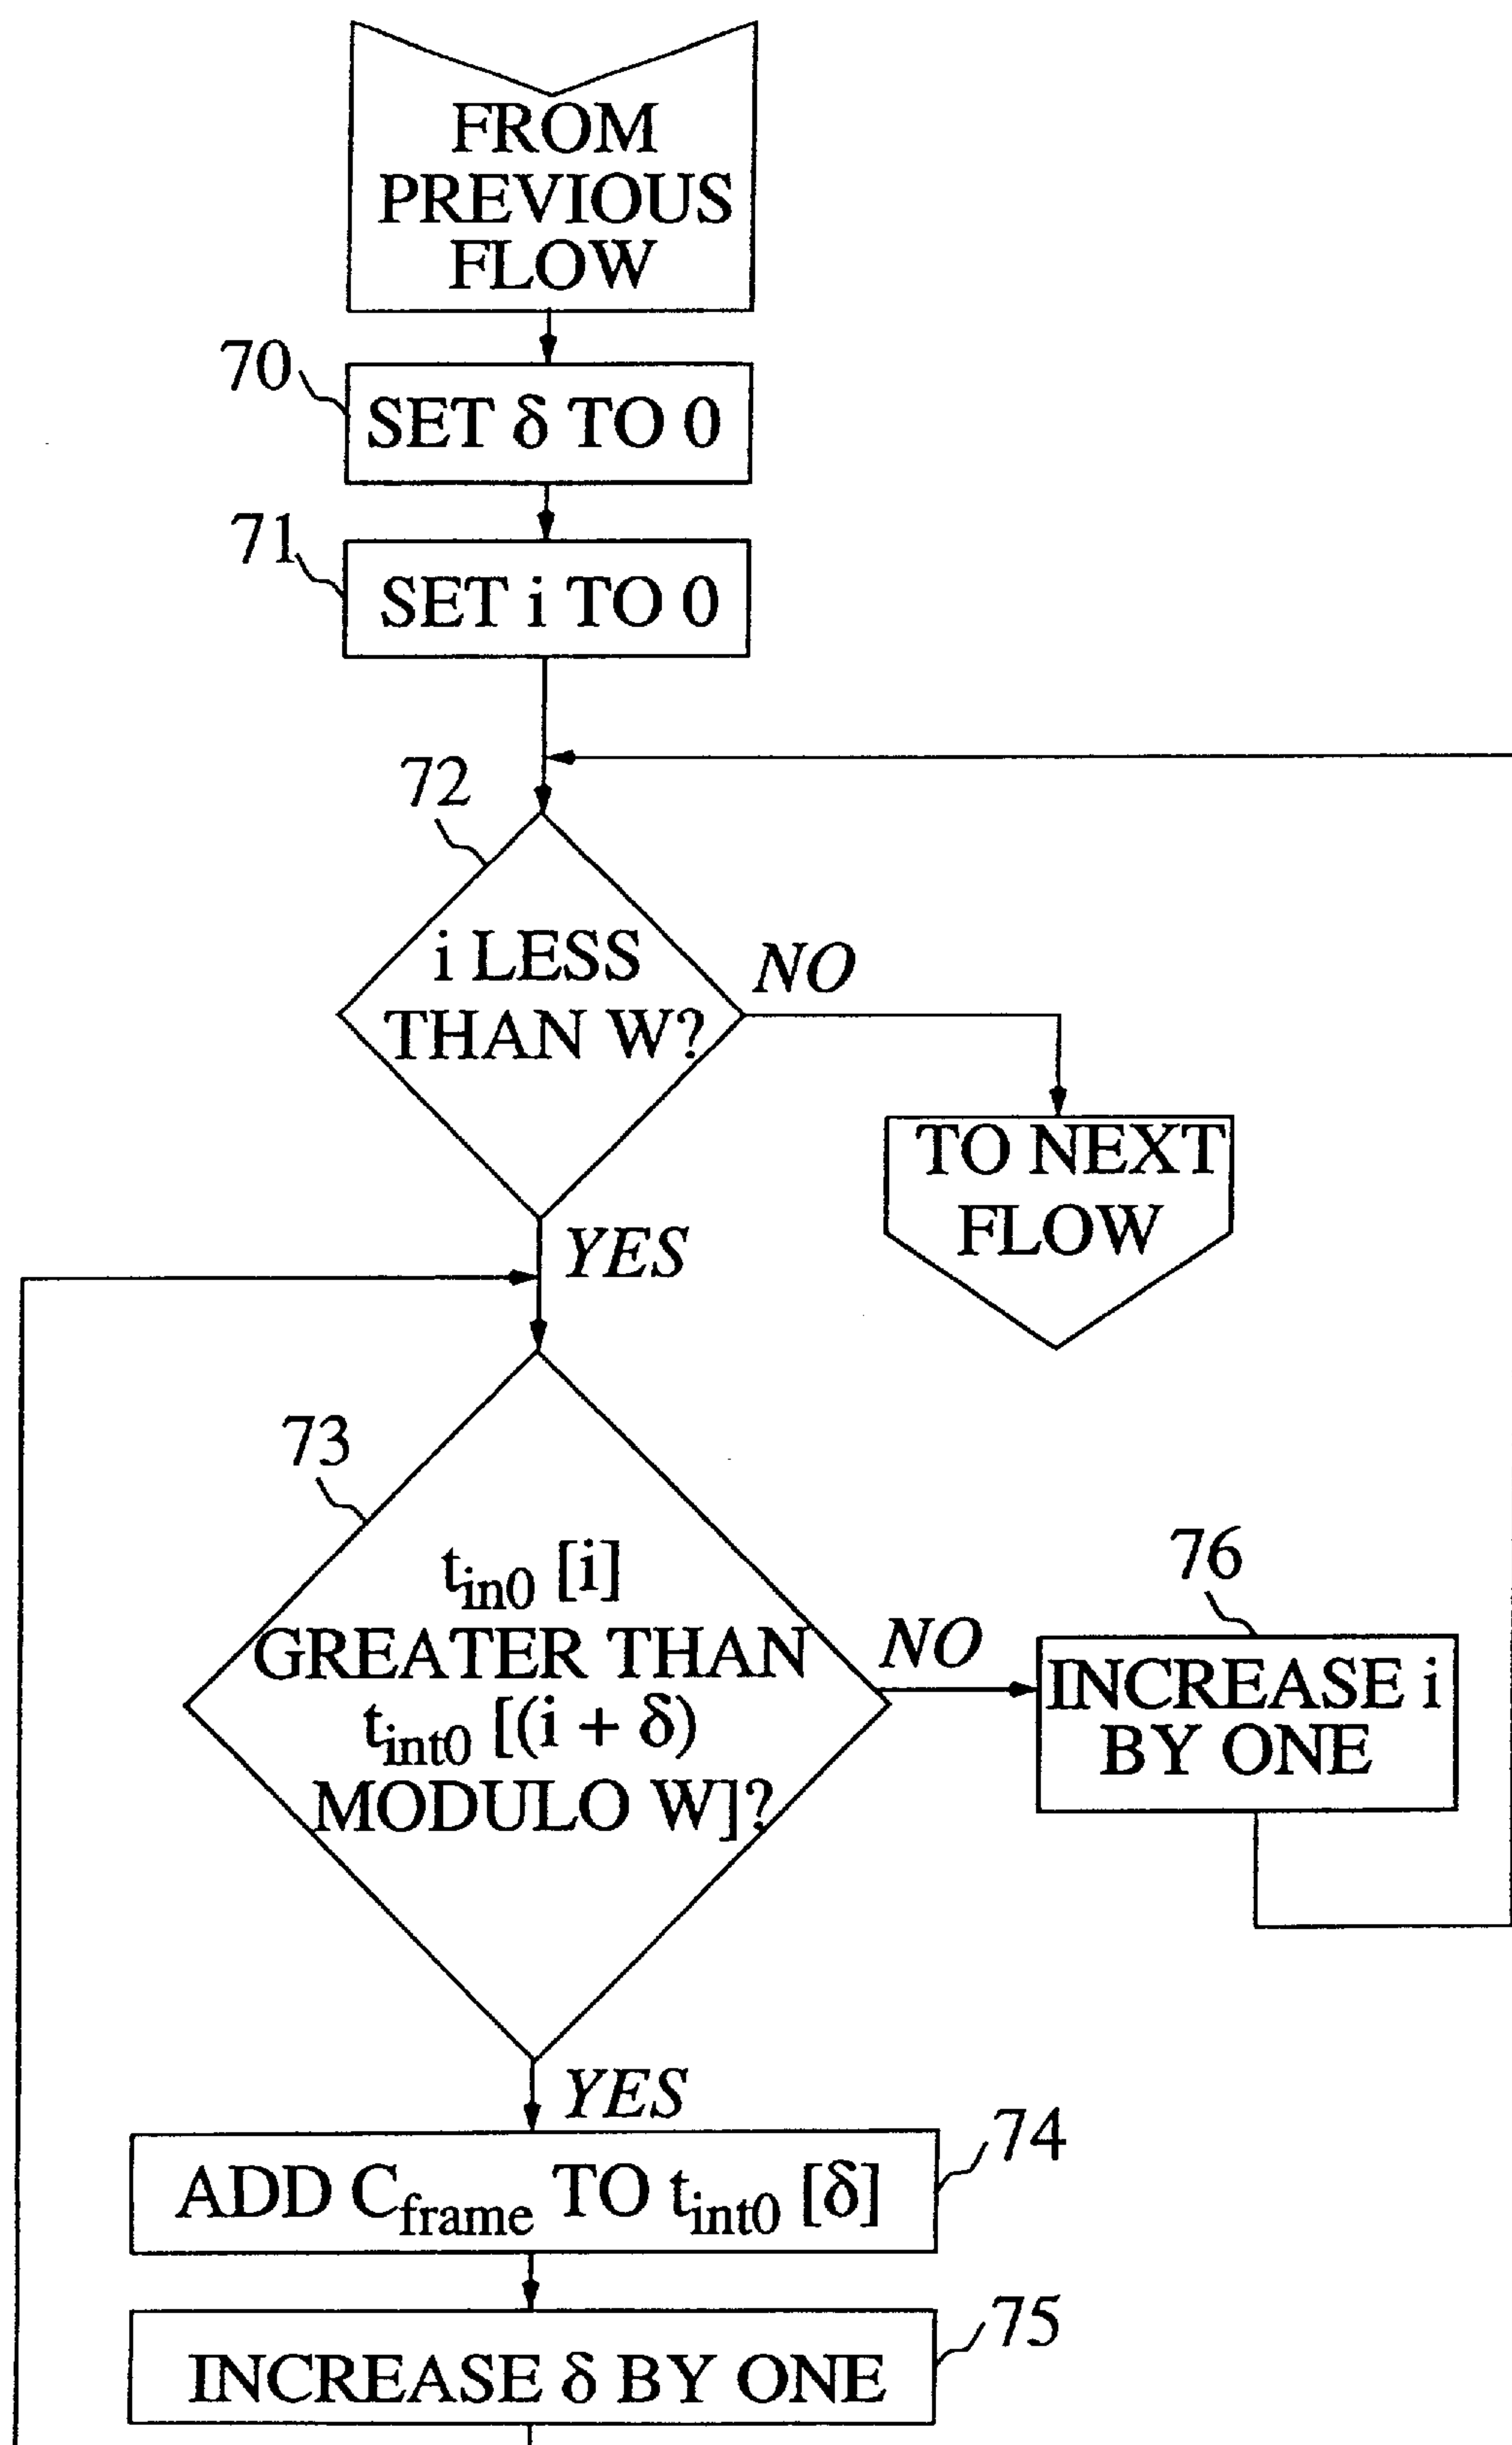 FROM
PREVIOUS
FLOW
70
SET δ TO 0
71
SET i TO 0
72
i LESS
THAN W?
NO
TO NEXT
FLOW
YES
73
t_in0 [i]
GREATER THAN
t_int0 [(i + δ)
MODULO W]?
NO
76
INCREASE i
BY ONE
YES
74
ADD C_frame TO t_int0 [δ]
75
INCREASE δ BY ONE